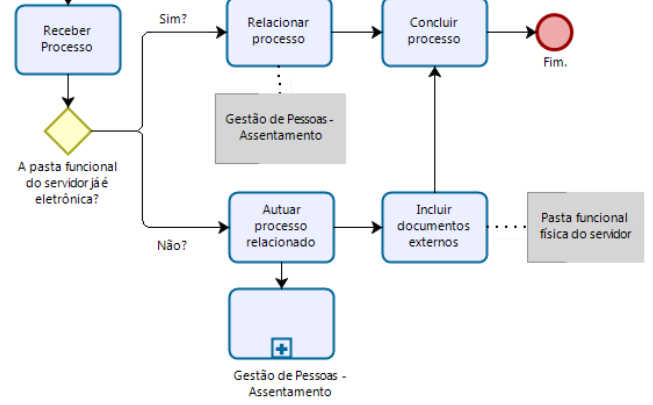 Receber
Processo
Sim?
Relacionar
processo
Concluir
processo
Fim.
Gestão de Pessoas -
Assentamento
A pasta funcional
do servidor já é
eletrônica?
Não?
Autuar
processo
relacionado
Incluir
documentos
externos
Pasta funcional
física do servidor
Gestão de Pessoas -
Assentamento